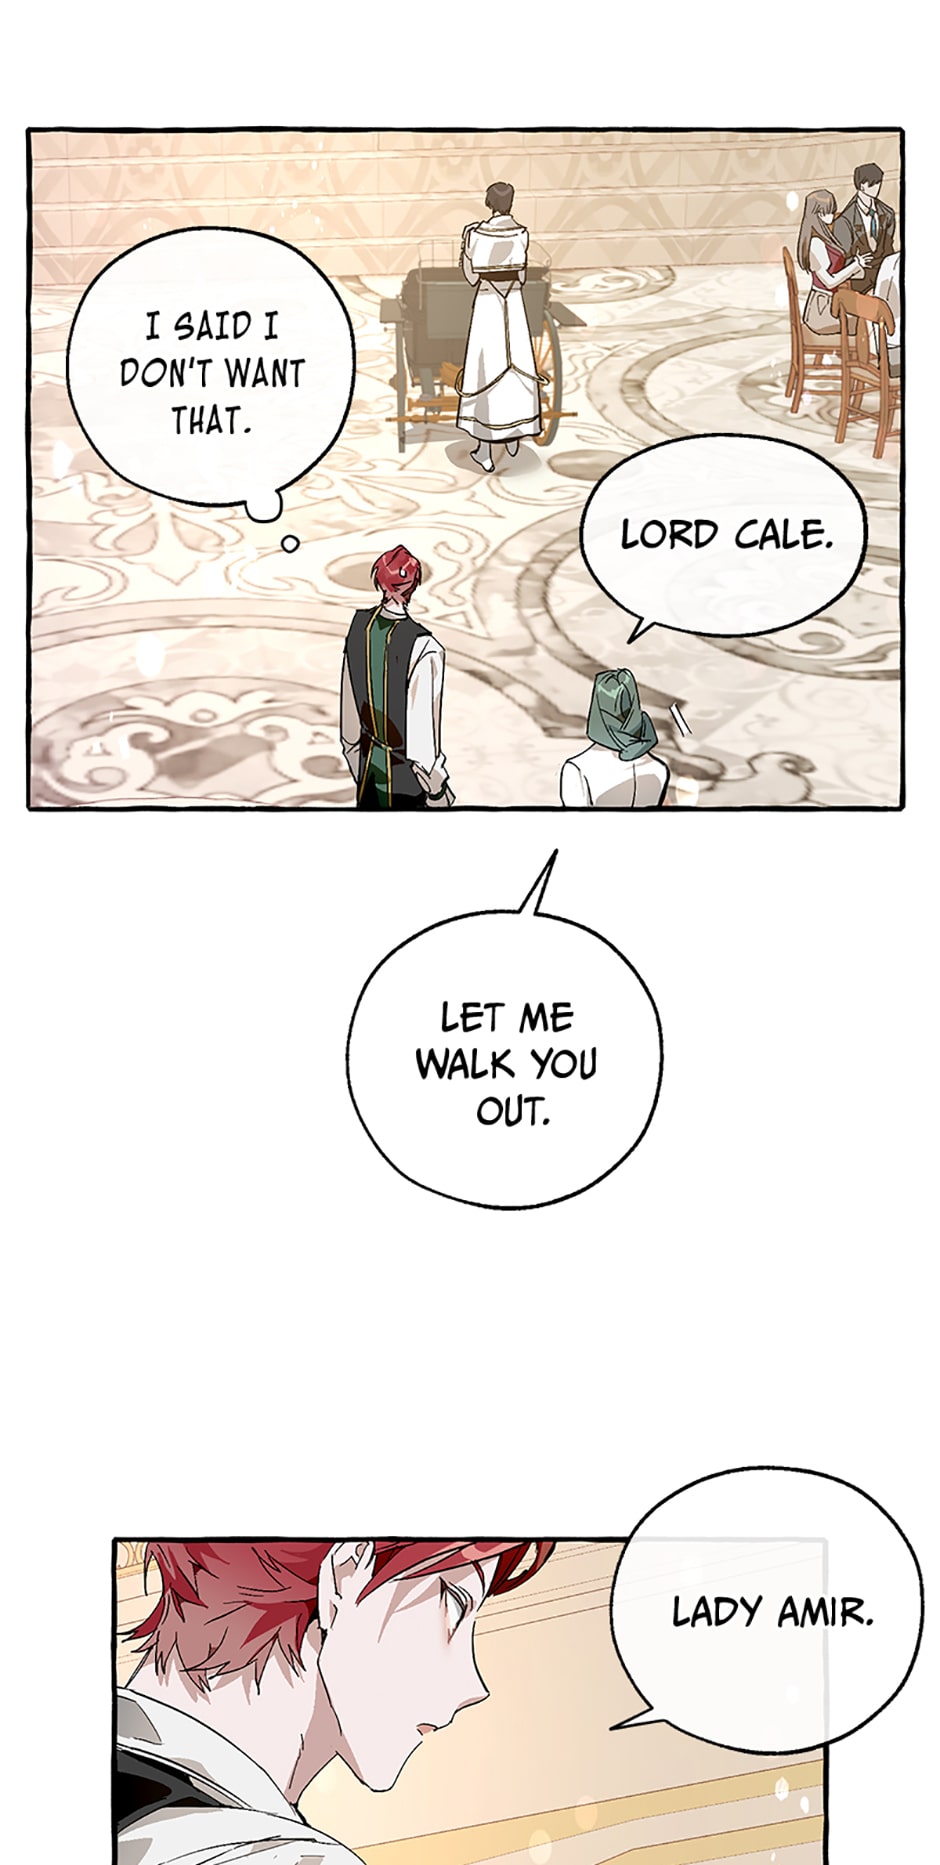 I SAID I
DON'T WANT
THAT.
LORD CALE.
LET ME
WALK YOU
OUT.
LADY AMIR.